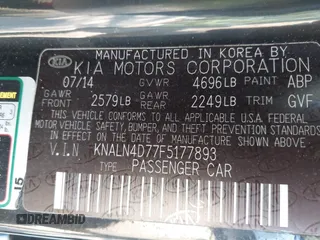 MANUFACTURED IN KOREA BY
KIA KIA MOTORS CORPORATION
07/14 GVWR 4696LB PAINT ABP
GAWR FRONT 2579LB GAWR REAR 2249LB TRIM GVF
THIS VEHICLE CONFORMS TO ALL APPLICABLE U.S.A FEDERAL
MOTOR VEHICLE SAFETY, BUMPER, AND THEFT PREVENTION STANDARDS
IN EFFECT ON THE DATE OF MANUFACTURE SHOWN ABOVE.
V.I.N KNALN4D77F5177893
TYPE PASSENGER CAR
DREAMBID